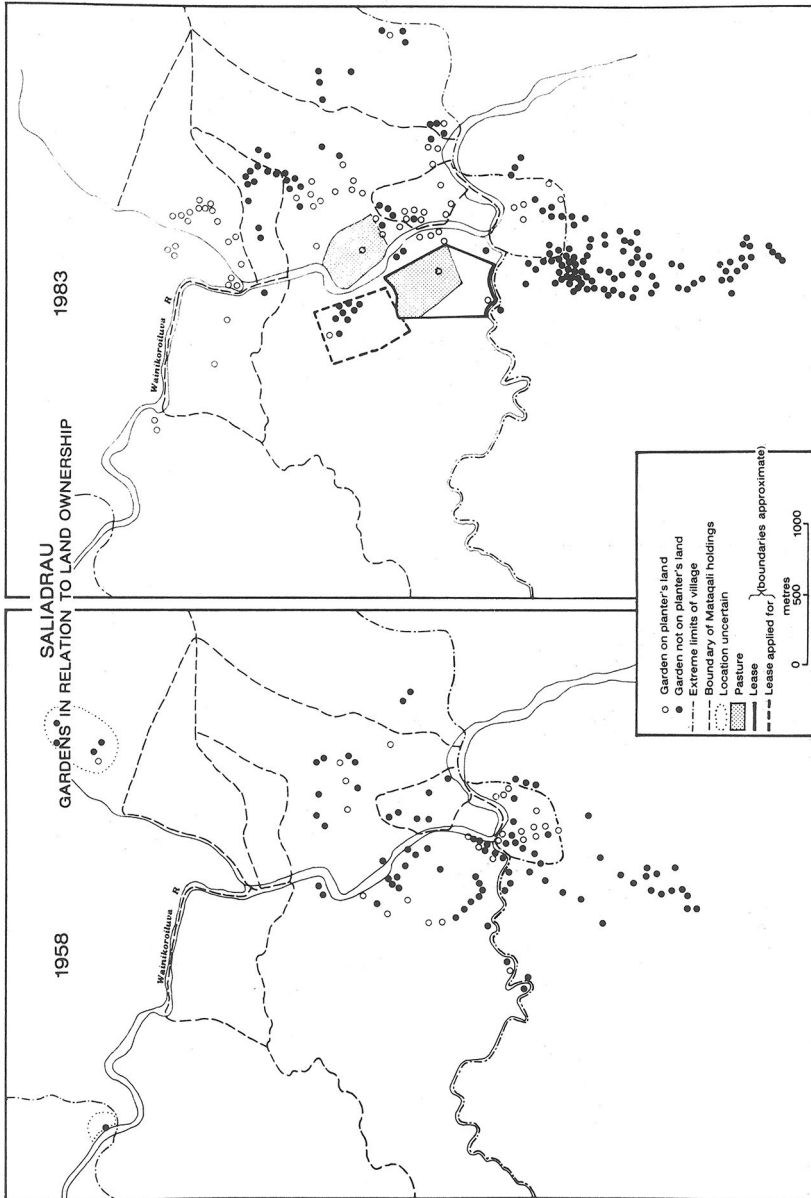 SALIADRAU
GARDENS IN RELATION TO LAND OWNERSHIP
1958
Wainikoroiluva R
1983
Wainikoroiluva R
Garden on planter's land
Garden not on planter's land
Extreme limits of village
Boundary of Mataqali holdings
Location uncertain
Pasture
Lease
Lease applied for
(boundaries approximate)
metres
0 500 1000